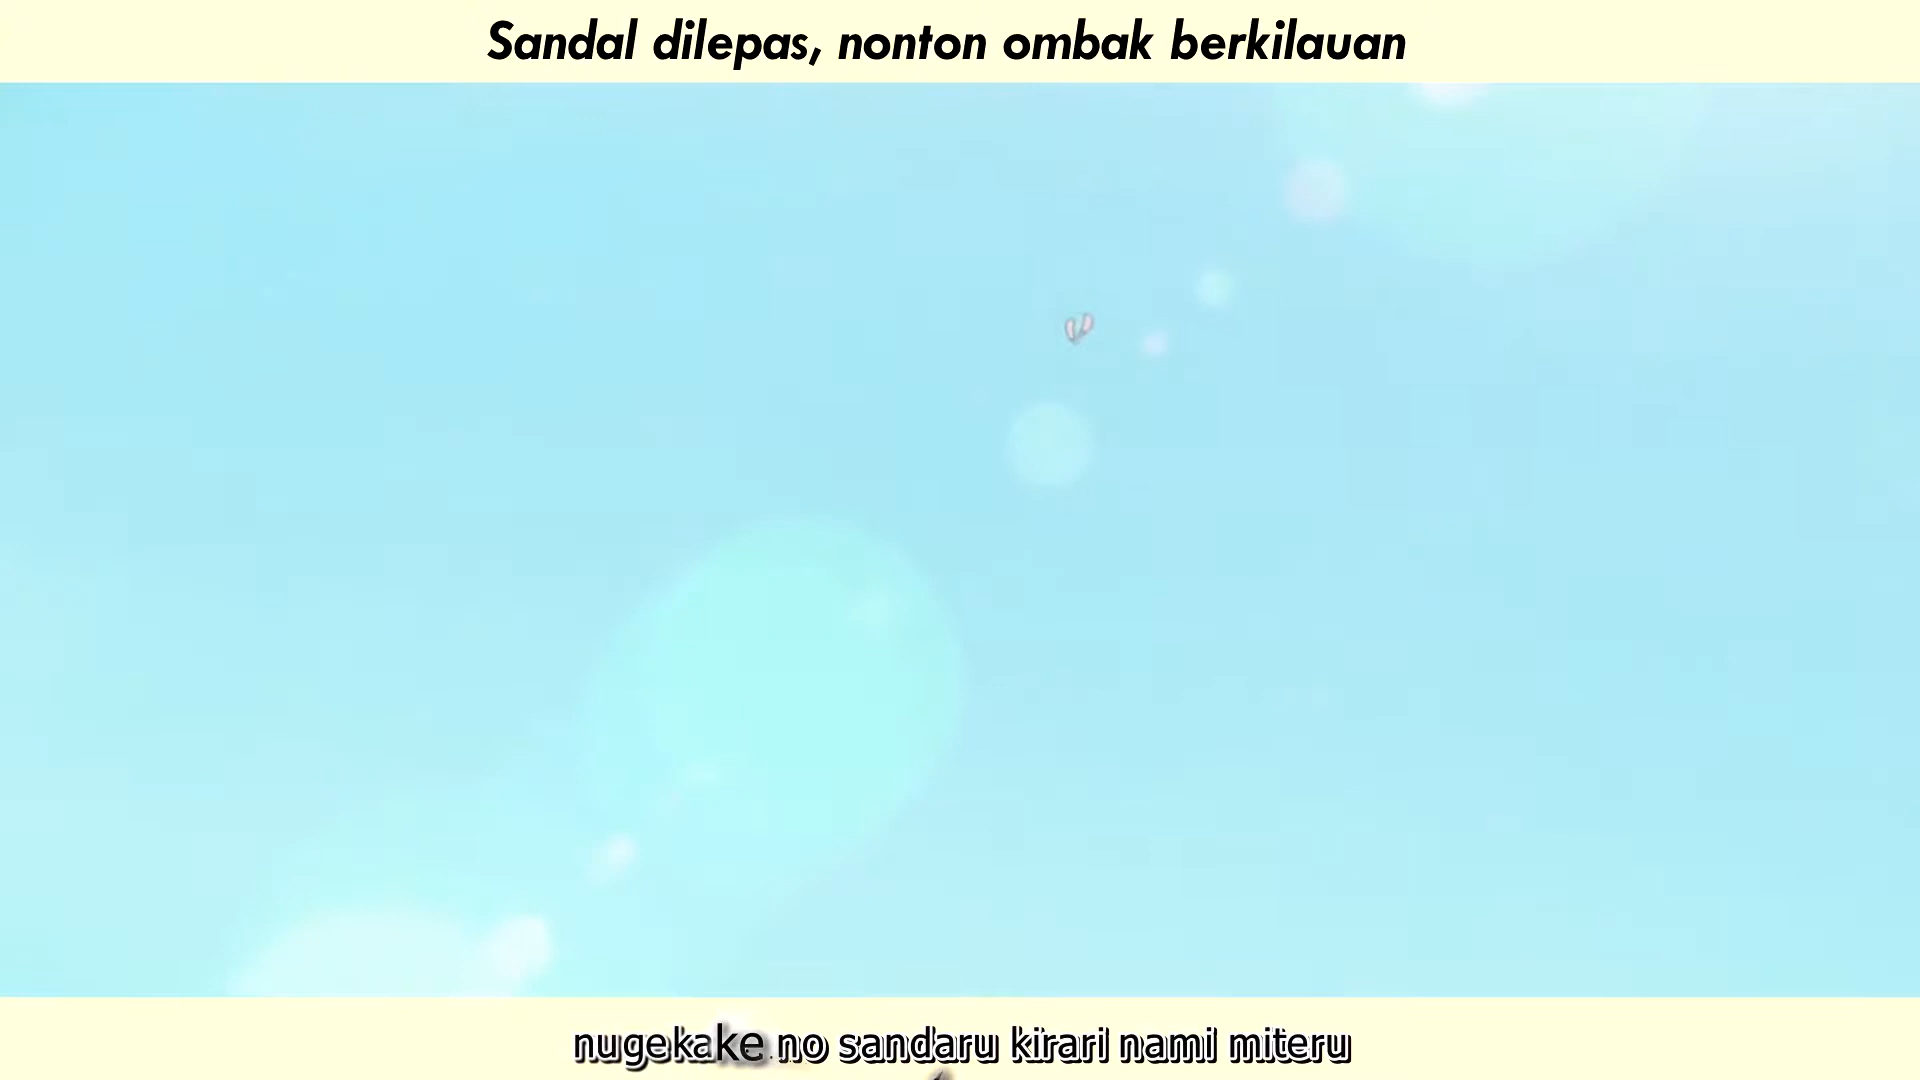 Sandal dilepas, nonton ombak berkilauan
nugekake no sandaru kirari nami miteru